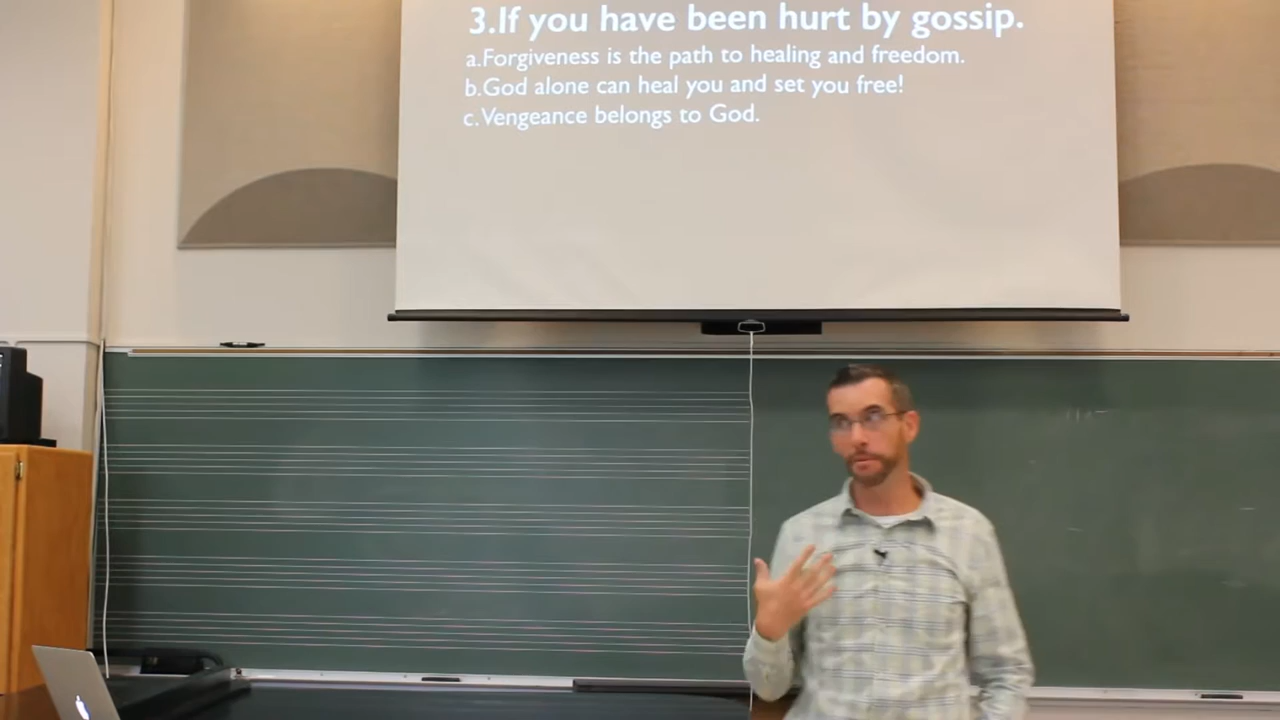 3.If you have been hurt by gossip.
a.Forgiveness is the path to healing and freedom.
b.God alone can heal you and set you free!
c.Vengeance belongs to God.